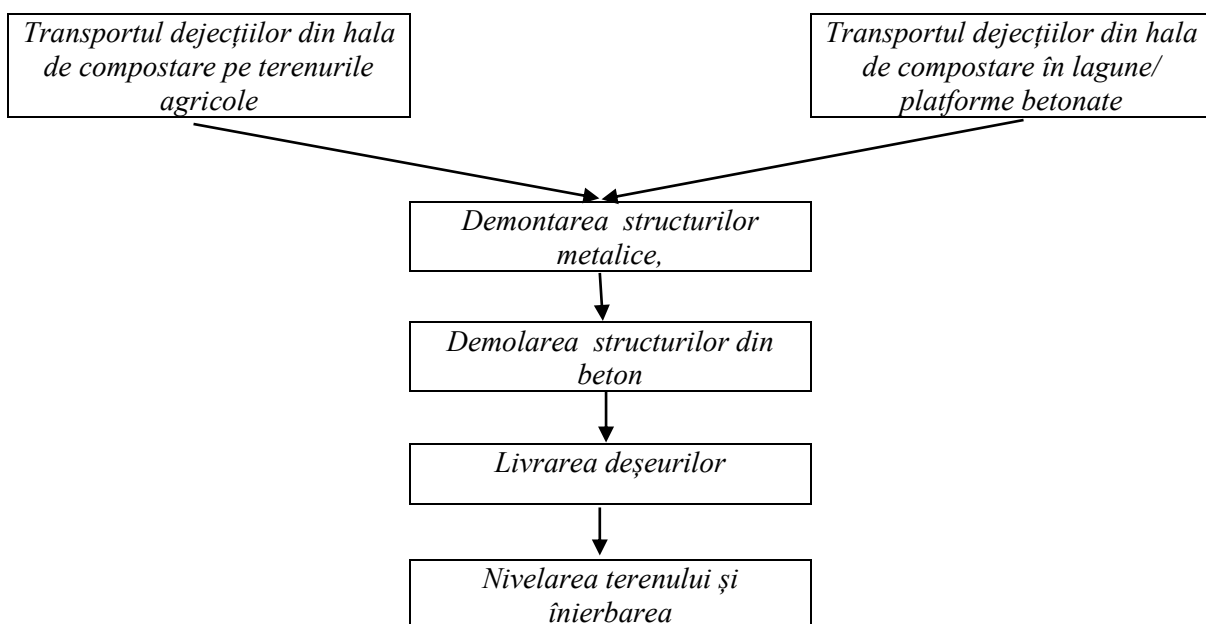 Transportul dejecțiilor din hala
de compostare pe terenurile
agricole
Transportul dejecțiilor din hala
de compostare în lagune/
platforme betonate
Demontarea structurilor
metalice,
Demolarea structurilor din
beton
Livrarea deșeurilor
Nivelarea terenului și
înierbarea